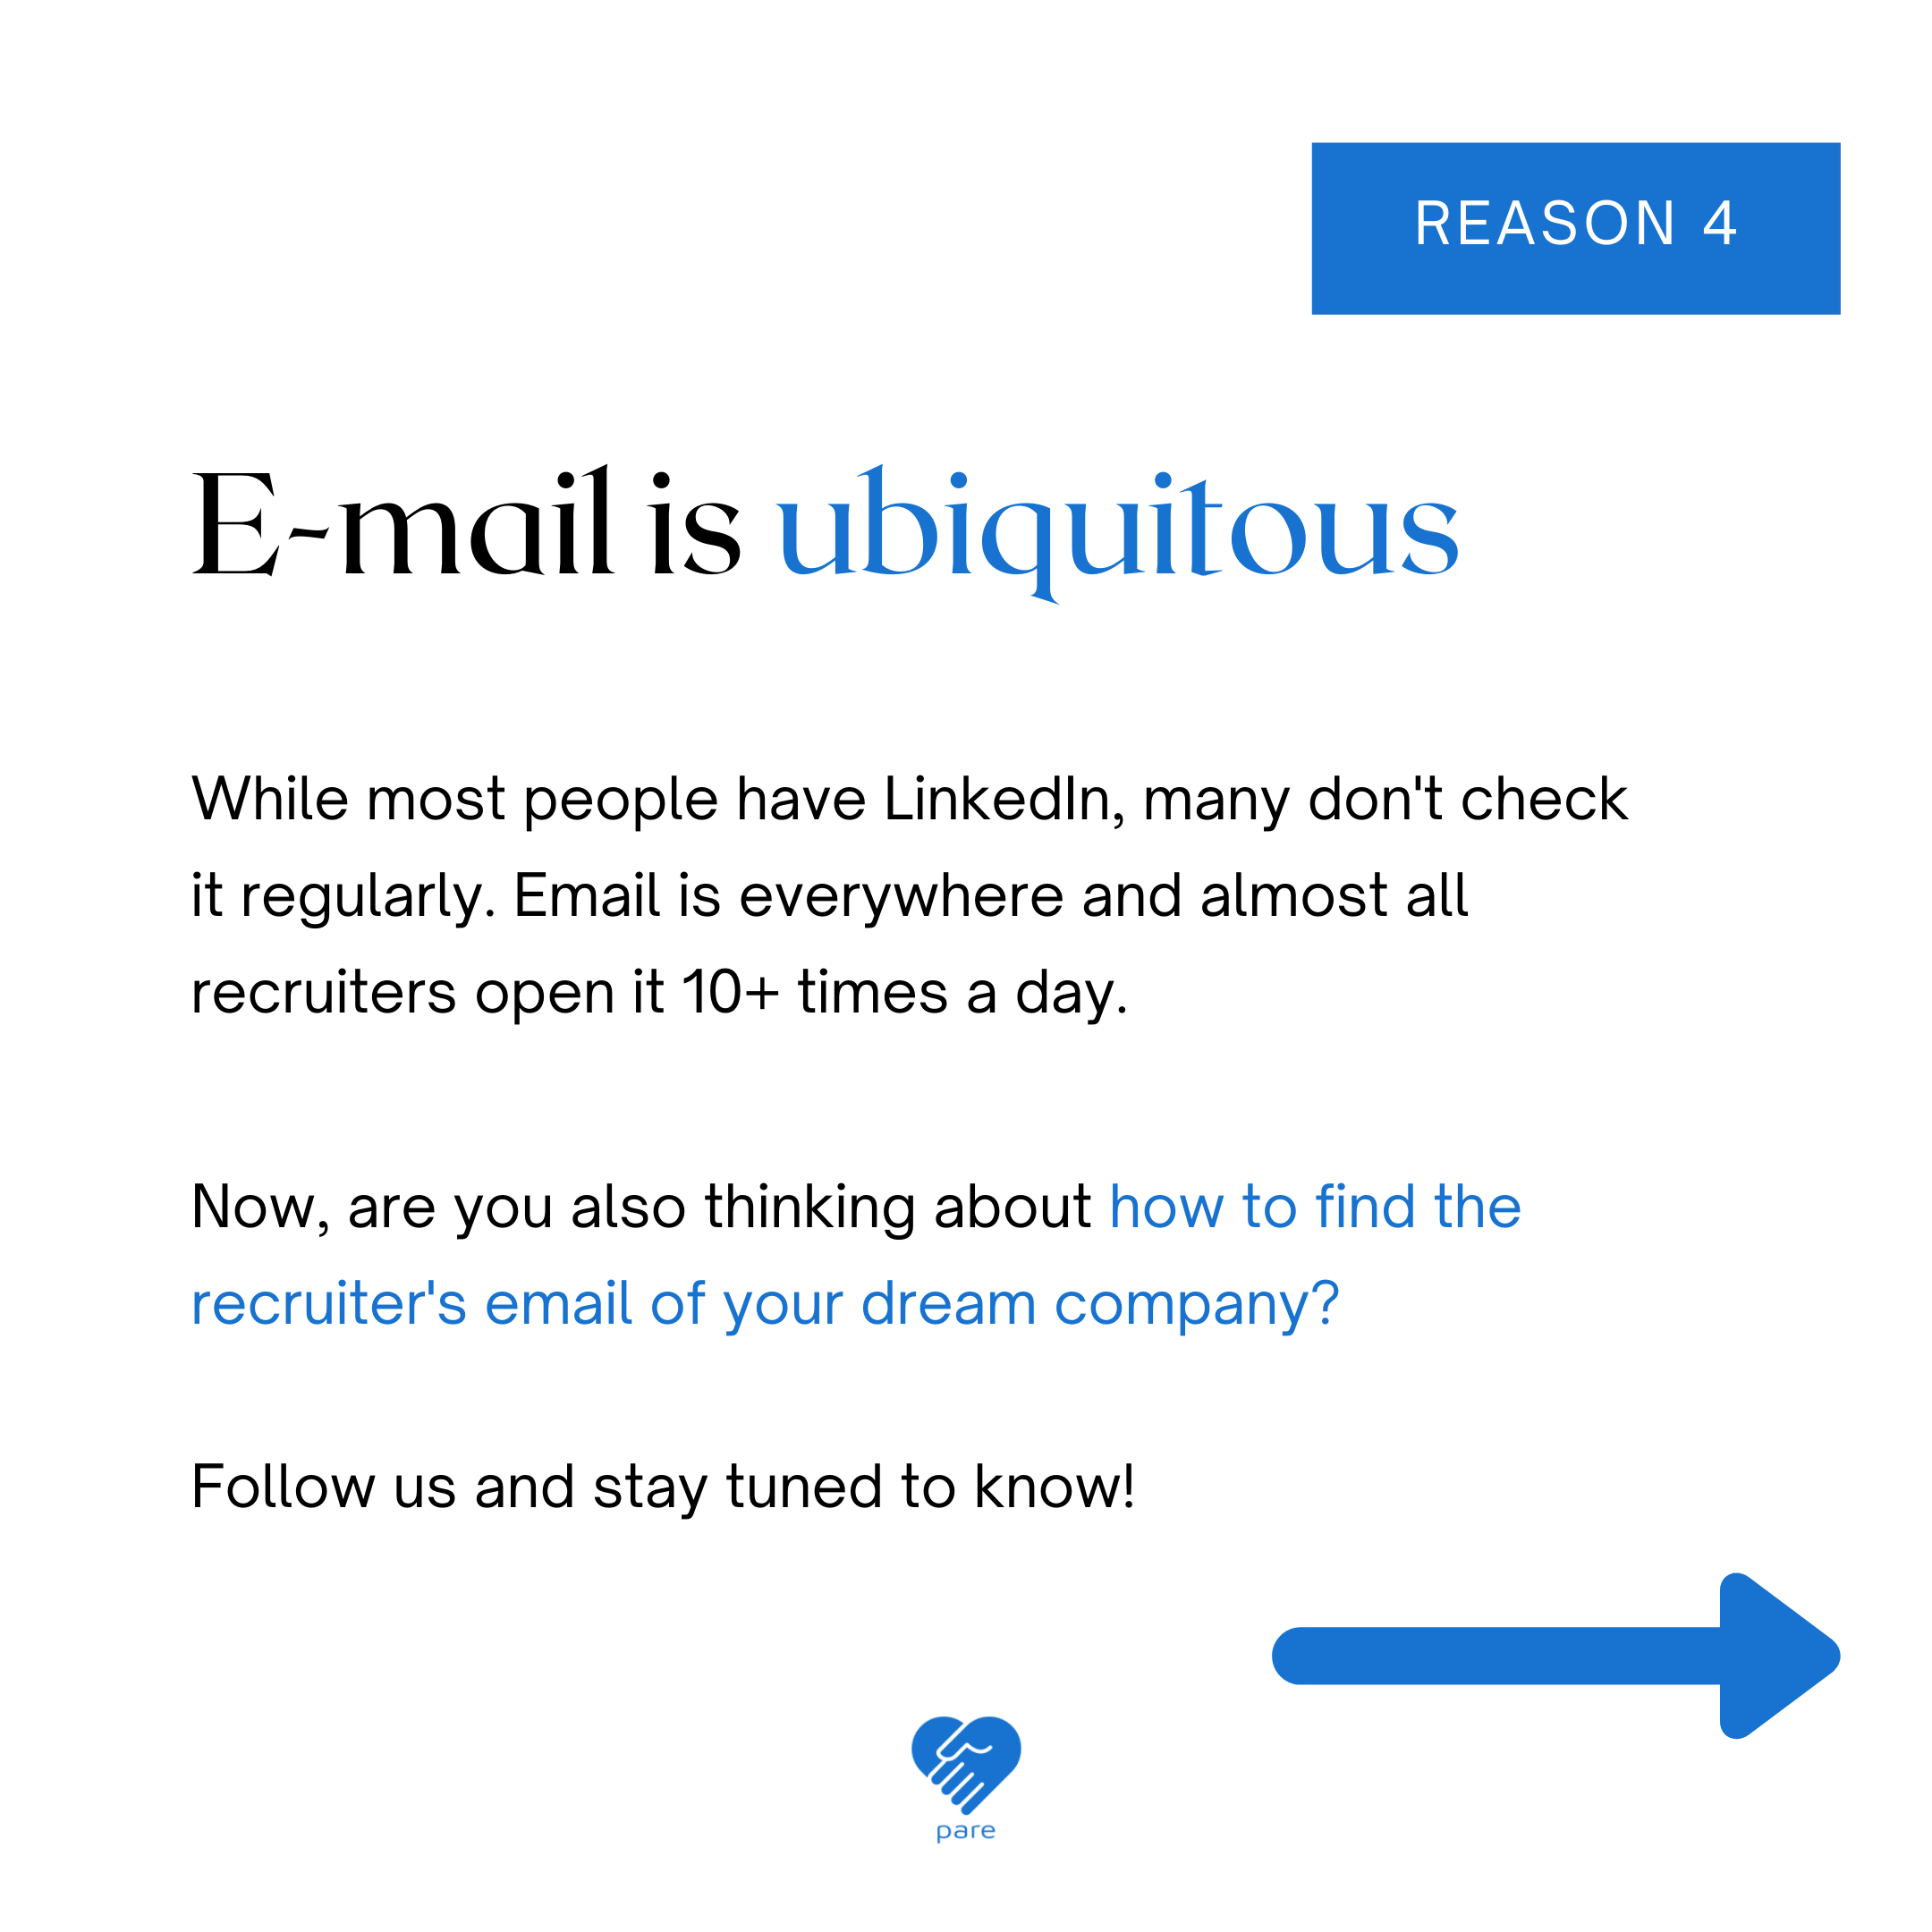 REASON 4
E-mail is ubiquitous
While most people have LinkedIn, many don't check
it regularly. Email is everywhere and almost all
recruiters open it 10+ times a day.
Now, are you also thinking about how to find the
recruiter's email of your dream company?
Follow us and stay tuned to know!
pare